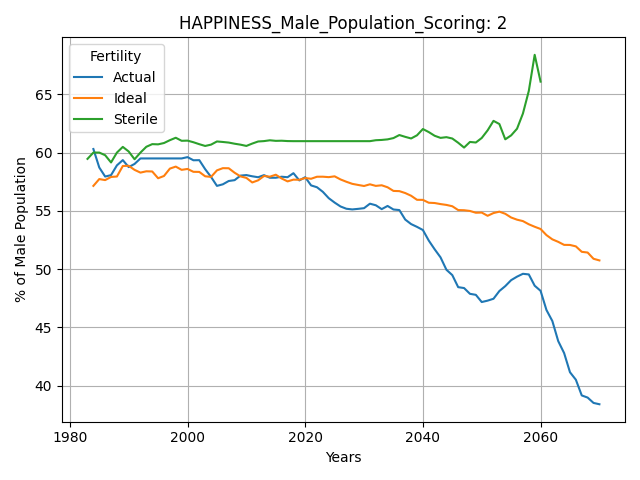 HAPPINESS_Male_Population_Scoring: 2
Fertility
Actual
Ideal
Sterile
% of Male Population
65
60
55
50
45
40
1980
2000
2020
2040
2060
Years